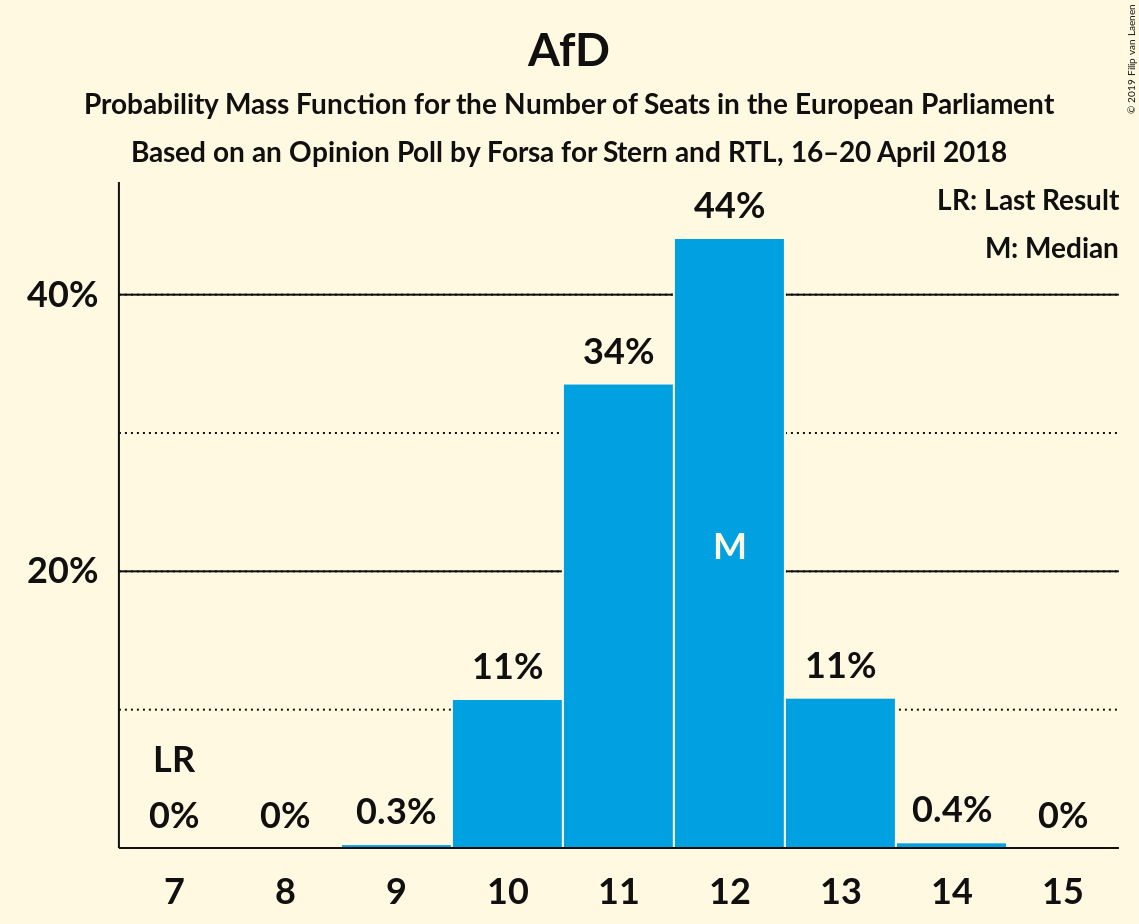 AfD
Probability Mass Function for the Number of Seats in the European Parliament
Based on an Opinion Poll by Forsa for Stern and RTL, 16–20 April 2018
© 2019 Filip van Laenen
LR: Last Result
M: Median
40%
20%
LR
0%
0%
0.3%
11%
34%
44%
M
11%
0.4%
0%
7 8 9 10 11 12 13 14 15